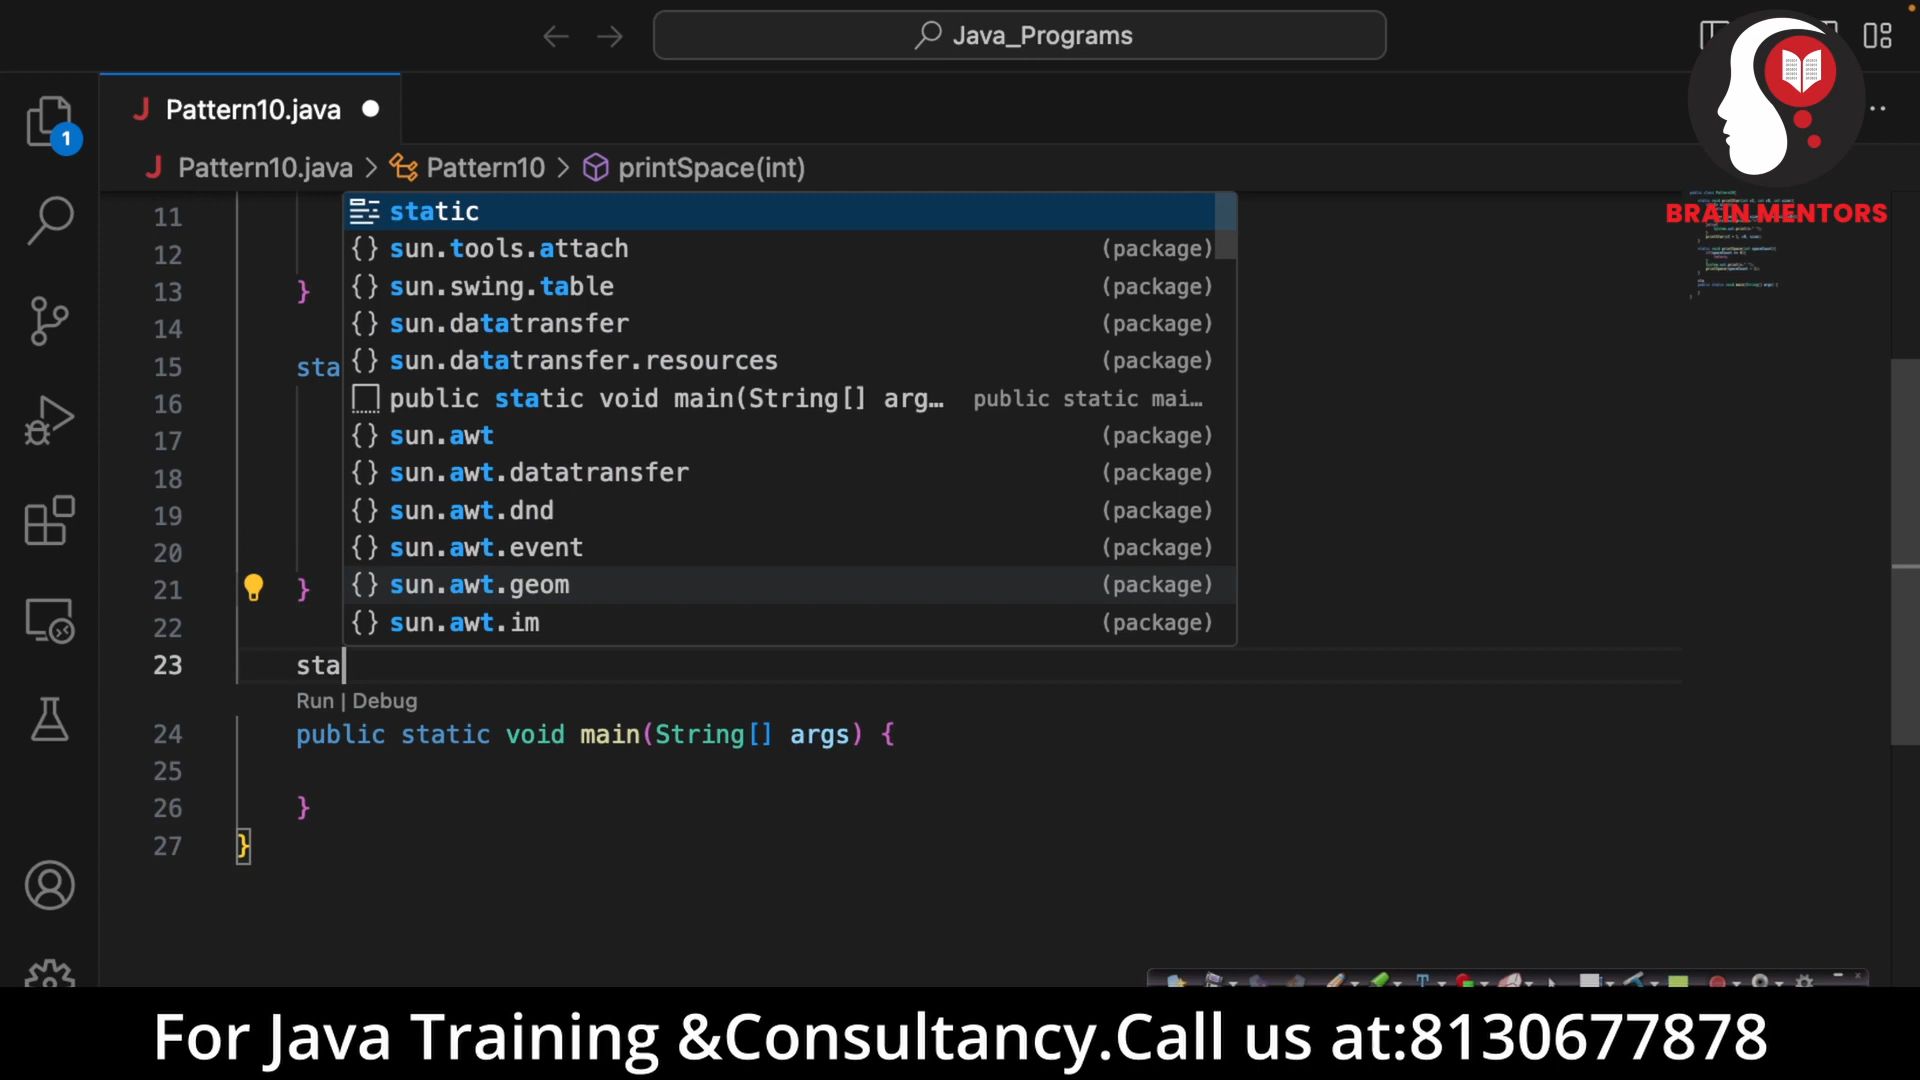 Java_Programs
J Pattern10.java
1
J Pattern10.java > Pattern10 > printSpace(int)
BRAIN MENTORS
11
12
13 }
14
15 sta
16
17
18
19
20
21 }
22
static
{} sun.tools.attach (package)
{} sun.swing.table (package)
{} sun.datatransfer (package)
{} sun.datatransfer.resources (package)
public static void main(String[] arg… public static mai…
{} sun.awt (package)
{} sun.awt.datatransfer (package)
{} sun.awt.dnd (package)
{} sun.awt.event (package)
{} sun.awt.geom (package)
{} sun.awt.im (package)
23 sta
Run | Debug
24 public static void main(String[] args) {
25
26 }
27 }
For Java Training &Consultancy.Call us at:8130677878